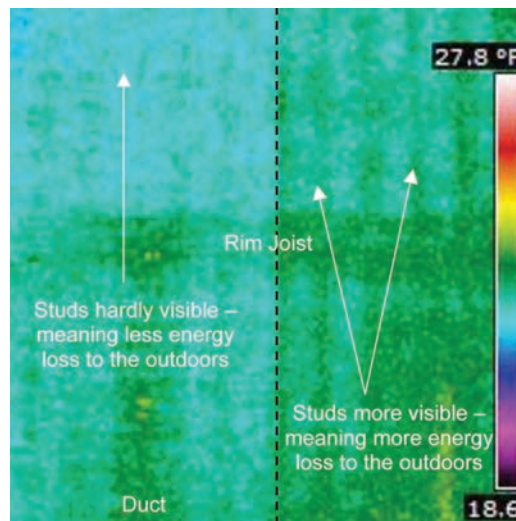 27.8 °F
Rim Joist
Studs hardly visible –
meaning less energy
loss to the outdoors
Studs more visible –
meaning more energy
loss to the outdoors
Duct
18.6